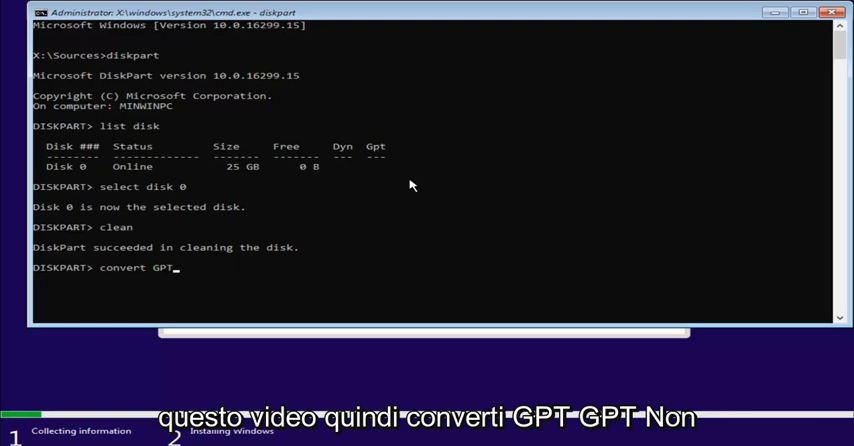 Administrator: X:\windows\system32\cmd.exe - diskpart
Microsoft Windows [Version 10.0.16299.15]
X:\Sources>diskpart
Microsoft DiskPart version 10.0.16299.15
Copyright (C) Microsoft Corporation.
On computer: MINWINPC
DISKPART> list disk
Disk ### Status Size Free Dyn Gpt
-------- ------------- ------- ------- --- ---
Disk 0 Online 25 GB 0 B
DISKPART> select disk 0
Disk 0 is now the selected disk.
DISKPART> clean
DiskPart succeeded in cleaning the disk.
DISKPART> convert GPT_
questo video quindi converti GPT GPT Non
1 Collecting information 2 Installing Windows